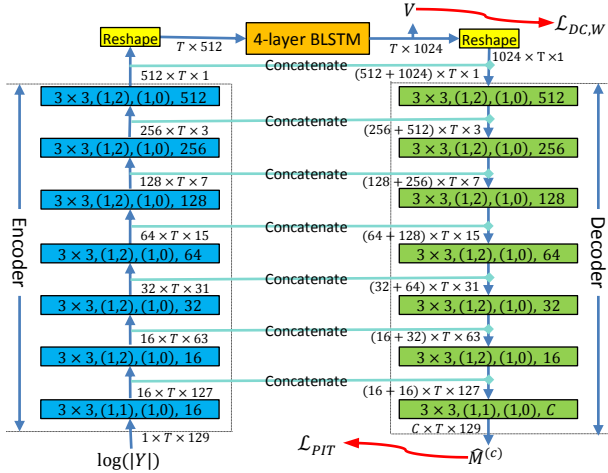 V
ℒ_{DC,W}
Reshape
T × 512
4-layer BLSTM
T × 1024
Reshape
512 × T × 1
Concatenate
(512 + 1024) × T × 1
1024 × T ×1
3 × 3, (1,2), (1,0), 512
3 × 3, (1,2), (1,0), 512
256 × T × 3
Concatenate
(256 + 512) × T × 3
3 × 3, (1,2), (1,0), 256
3 × 3, (1,2), (1,0), 256
128 × T × 7
Concatenate
(128 + 256) × T × 7
3 × 3, (1,2), (1,0), 128
3 × 3, (1,2), (1,0), 128
64 × T × 15
Concatenate
(64 + 128) × T × 15
3 × 3, (1,2), (1,0), 64
3 × 3, (1,2), (1,0), 64
32 × T × 31
Concatenate
(32 + 64) × T × 31
3 × 3, (1,2), (1,0), 32
3 × 3, (1,2), (1,0), 32
16 × T × 63
Concatenate
(16 + 32) × T × 63
3 × 3, (1,2), (1,0), 16
3 × 3, (1,2), (1,0), 16
16 × T × 127
Concatenate
(16 + 16) × T × 127
3 × 3, (1,1), (1,0), 16
3 × 3, (1,1), (1,0), C
1 × T × 129
C × T × 129
Encoder
Decoder
log(|Y|)
ℒ_{PIT}
M̂^{(c)}